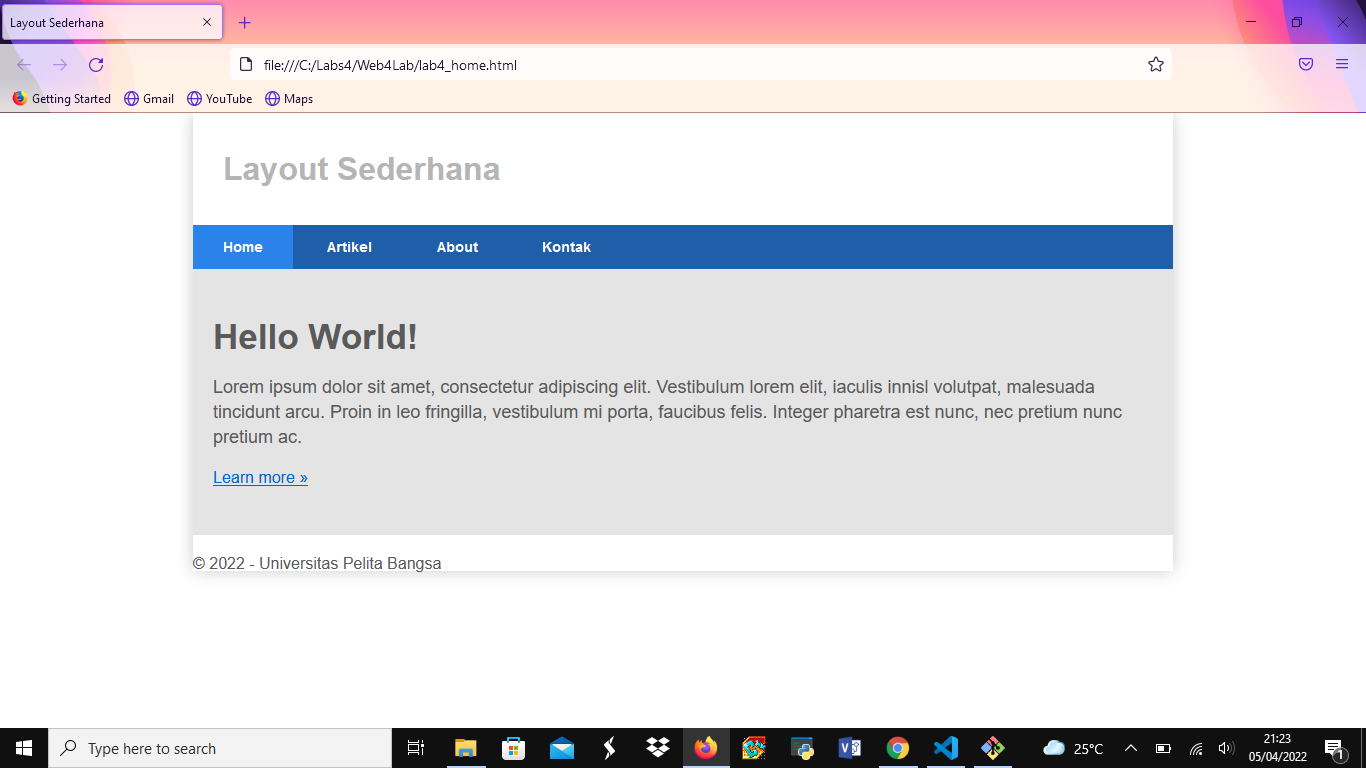 Layout Sederhana
file:///C:/Labs4/Web4Lab/lab4_home.html
Getting Started Gmail YouTube Maps
Layout Sederhana
Home Artikel About Kontak
Hello World!
Lorem ipsum dolor sit amet, consectetur adipiscing elit. Vestibulum lorem elit, iaculis innisl volutpat, malesuada
tincidunt arcu. Proin in leo fringilla, vestibulum mi porta, faucibus felis. Integer pharetra est nunc, nec pretium nunc
pretium ac.
Learn more »
© 2022 - Universitas Pelita Bangsa
Type here to search
25°C
21:23
05/04/2022
1